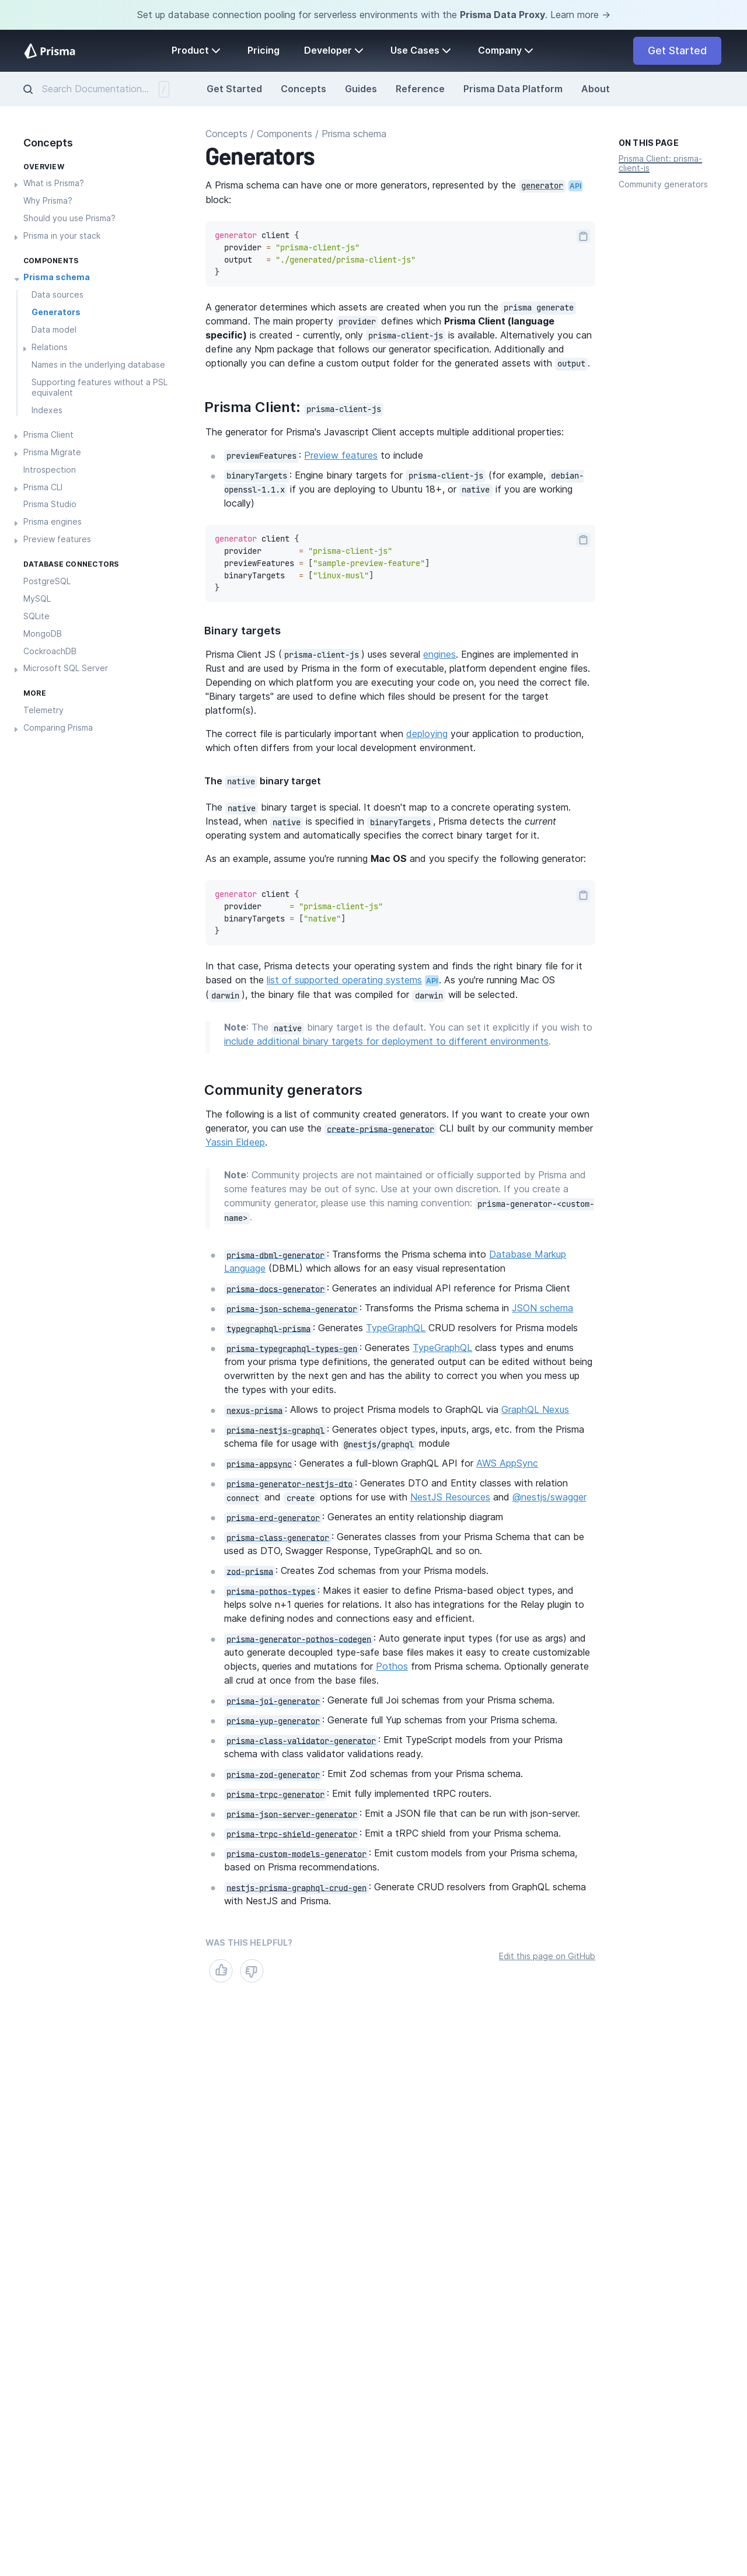 Set up database connection pooling for serverless environments with the Prisma Data Proxy. Learn more →
Prisma
Product
Pricing
Developer
Use Cases
Company
Get Started
Search Documentation... /
Get Started
Concepts
Guides
Reference
Prisma Data Platform
About
Concepts
OVERVIEW
What is Prisma?
Why Prisma?
Should you use Prisma?
Prisma in your stack
COMPONENTS
Prisma schema
Data sources
Generators
Data model
Relations
Names in the underlying database
Supporting features without a PSL
equivalent
Indexes
Prisma Client
Prisma Migrate
Introspection
Prisma CLI
Prisma Studio
Prisma engines
Preview features
DATABASE CONNECTORS
PostgreSQL
MySQL
SQLite
MongoDB
CockroachDB
Microsoft SQL Server
MORE
Telemetry
Comparing Prisma
Concepts / Components / Prisma schema
Generators
A Prisma schema can have one or more generators, represented by the generator API
block:
generator client {
provider = "prisma-client-js"
output = "./generated/prisma-client-js"
}
A generator determines which assets are created when you run the prisma generate
command. The main property provider defines which Prisma Client (language
specific) is created - currently, only prisma-client-js is available. Alternatively you can
define any Npm package that follows our generator specification. Additionally and
optionally you can define a custom output folder for the generated assets with output .
Prisma Client: prisma-client-js
The generator for Prisma's Javascript Client accepts multiple additional properties:
previewFeatures : Preview features to include
binaryTargets : Engine binary targets for prisma-client-js (for example, debian-
openssl-1.1.x if you are deploying to Ubuntu 18+, or native if you are working
locally)
generator client {
provider = "prisma-client-js"
previewFeatures = ["sample-preview-feature"]
binaryTargets = ["linux-musl"]
}
Binary targets
Prisma Client JS ( prisma-client-js ) uses several engines. Engines are implemented in
Rust and are used by Prisma in the form of executable, platform dependent engine files.
Depending on which platform you are executing your code on, you need the correct file.
"Binary targets" are used to define which files should be present for the target
platform(s).
The correct file is particularly important when deploying your application to production,
which often differs from your local development environment.
The native binary target
The native binary target is special. It doesn't map to a concrete operating system.
Instead, when native is specified in binaryTargets , Prisma detects the current
operating system and automatically specifies the correct binary target for it.
As an example, assume you're running Mac OS and you specify the following generator:
generator client {
provider = "prisma-client-js"
binaryTargets = ["native"]
}
In that case, Prisma detects your operating system and finds the right binary file for it
based on the list of supported operating systems API. As you're running Mac OS
( darwin ), the binary file that was compiled for darwin will be selected.
Note: The native binary target is the default. You can set it explicitly if you wish to
include additional binary targets for deployment to different environments.
Community generators
The following is a list of community created generators. If you want to create your own
generator, you can use the create-prisma-generator CLI built by our community member
Yassin Eldeep.
Note: Community projects are not maintained or officially supported by Prisma and
some features may be out of sync. Use at your own discretion. If you create a
community generator, please use this naming convention: prisma-generator-<custom-
name> .
prisma-dbml-generator : Transforms the Prisma schema into Database Markup
Language (DBML) which allows for an easy visual representation
prisma-docs-generator : Generates an individual API reference for Prisma Client
prisma-json-schema-generator : Transforms the Prisma schema in JSON schema
typegraphql-prisma : Generates TypeGraphQL CRUD resolvers for Prisma models
prisma-typegraphql-types-gen : Generates TypeGraphQL class types and enums
from your prisma type definitions, the generated output can be edited without being
overwritten by the next gen and has the ability to correct you when you mess up
the types with your edits.
nexus-prisma : Allows to project Prisma models to GraphQL via GraphQL Nexus
prisma-nestjs-graphql : Generates object types, inputs, args, etc. from the Prisma
schema file for usage with @nestjs/graphql module
prisma-appsync : Generates a full-blown GraphQL API for AWS AppSync
prisma-generator-nestjs-dto : Generates DTO and Entity classes with relation
connect and create options for use with NestJS Resources and @nestjs/swagger
prisma-erd-generator : Generates an entity relationship diagram
prisma-class-generator : Generates classes from your Prisma Schema that can be
used as DTO, Swagger Response, TypeGraphQL and so on.
zod-prisma : Creates Zod schemas from your Prisma models.
prisma-pothos-types : Makes it easier to define Prisma-based object types, and
helps solve n+1 queries for relations. It also has integrations for the Relay plugin to
make defining nodes and connections easy and efficient.
prisma-generator-pothos-codegen : Auto generate input types (for use as args) and
auto generate decoupled type-safe base files makes it easy to create customizable
objects, queries and mutations for Pothos from Prisma schema. Optionally generate
all crud at once from the base files.
prisma-joi-generator : Generate full Joi schemas from your Prisma schema.
prisma-yup-generator : Generate full Yup schemas from your Prisma schema.
prisma-class-validator-generator : Emit TypeScript models from your Prisma
schema with class validator validations ready.
prisma-zod-generator : Emit Zod schemas from your Prisma schema.
prisma-trpc-generator : Emit fully implemented tRPC routers.
prisma-json-server-generator : Emit a JSON file that can be run with json-server.
prisma-trpc-shield-generator : Emit a tRPC shield from your Prisma schema.
prisma-custom-models-generator : Emit custom models from your Prisma schema,
based on Prisma recommendations.
nestjs-prisma-graphql-crud-gen : Generate CRUD resolvers from GraphQL schema
with NestJS and Prisma.
WAS THIS HELPFUL?
Edit this page on GitHub
ON THIS PAGE
Prisma Client: prisma-
client-js
Community generators